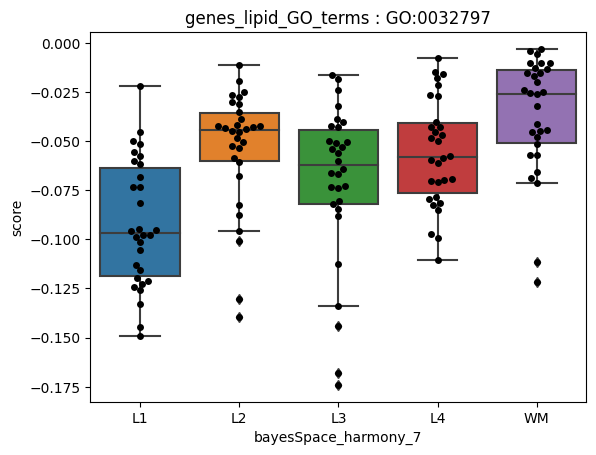 genes_lipid_GO_terms : GO:0032797
0.000
−0.025
−0.050
−0.075
−0.100
−0.125
−0.150
−0.175
score
L1 L2 L3 L4 WM
bayesSpace_harmony_7